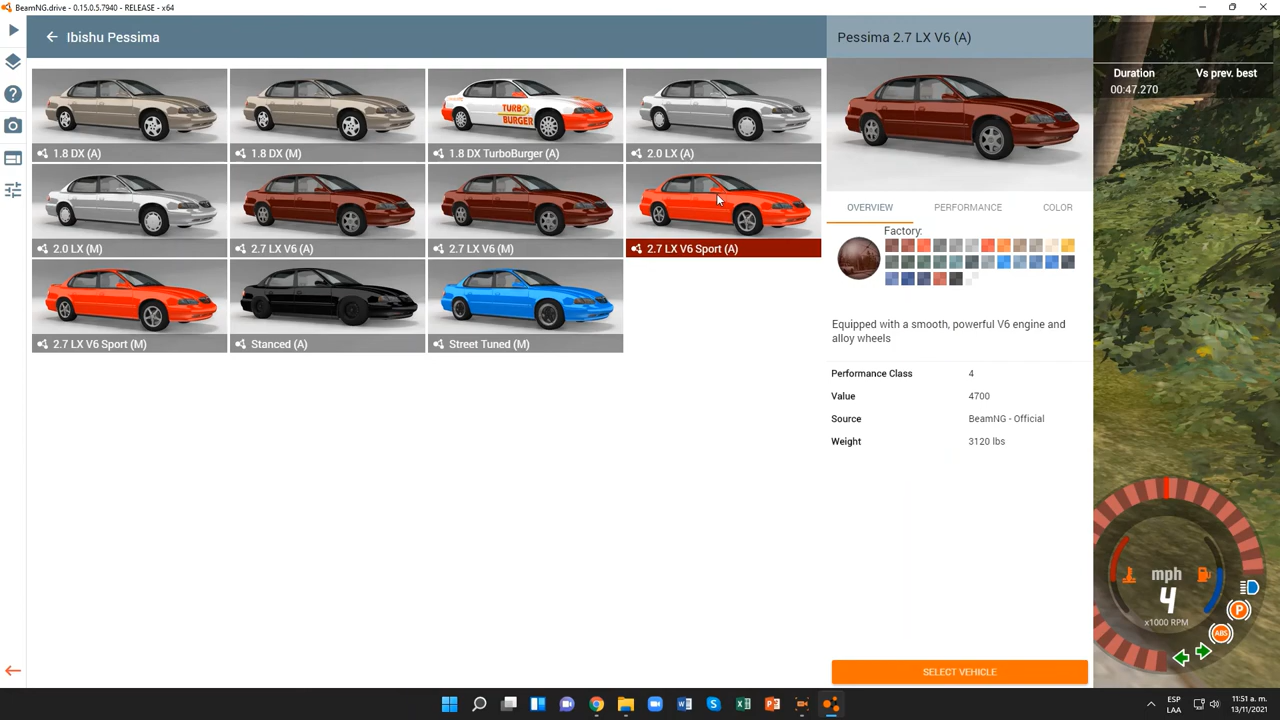 BeamNG.drive - 0.15.0.5.7940 - RELEASE - x64
Ibishu Pessima
Pessima 2.7 LX V6 (A)
Duration
Vs prev. best
00:47.270
TURBO
BURGER
1.8 DX (A)
1.8 DX (M)
1.8 DX TurboBurger (A)
2.0 LX (A)
OVERVIEW
PERFORMANCE
COLOR
Factory:
2.0 LX (M)
2.7 LX V6 (A)
2.7 LX V6 (M)
2.7 LX V6 Sport (A)
Equipped with a smooth, powerful V6 engine and
alloy wheels
2.7 LX V6 Sport (M)
Stanced (A)
Street Tuned (M)
Performance Class
4
Value
4700
Source
BeamNG - Official
Weight
3120 lbs
mph
4
x1000 RPM
P
ABS
SELECT VEHICLE
ESP
LAA
11:51 a. m.
13/11/2021